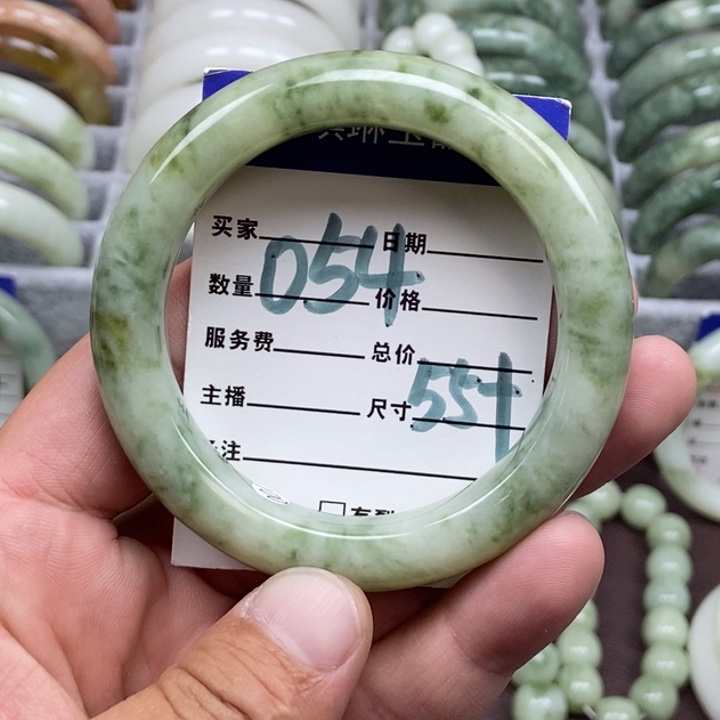 买家 日期
数量 054 价格
服务费 总价
主播 尺寸 55+
注